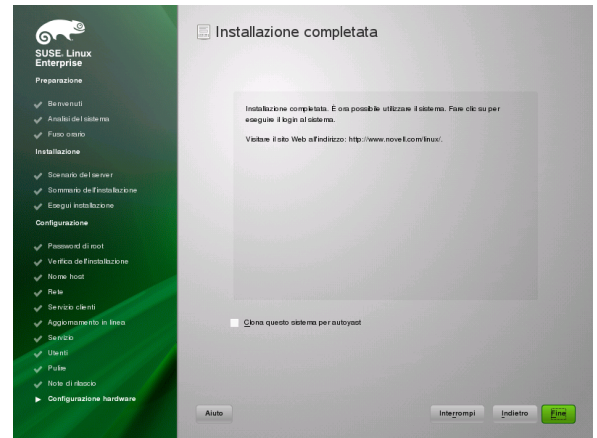 SUSE Linux
Enterprise
Preparazione
Benvenuti
Analisi del sistema
Fuso orario
Installazione
Scenario del server
Sommario dell'installazione
Esegui installazione
Configurazione
Password di root
Verifica dell'installazione
Nome host
Rete
Servizio clienti
Aggiornamento in linea
Servizio
Utenti
Pulire
Note di rilascio
Configurazione hardware
Installazione completata
Installazione completata. È ora possibile utilizzare il sistema. Fare clic su per
eseguire il login al sistema.
Visitare il sito Web all'indirizzo: http://www.novell.com/linux/.
Clona questo sistema per autoyast
Aiuto
Interrompi
Indietro
Fine